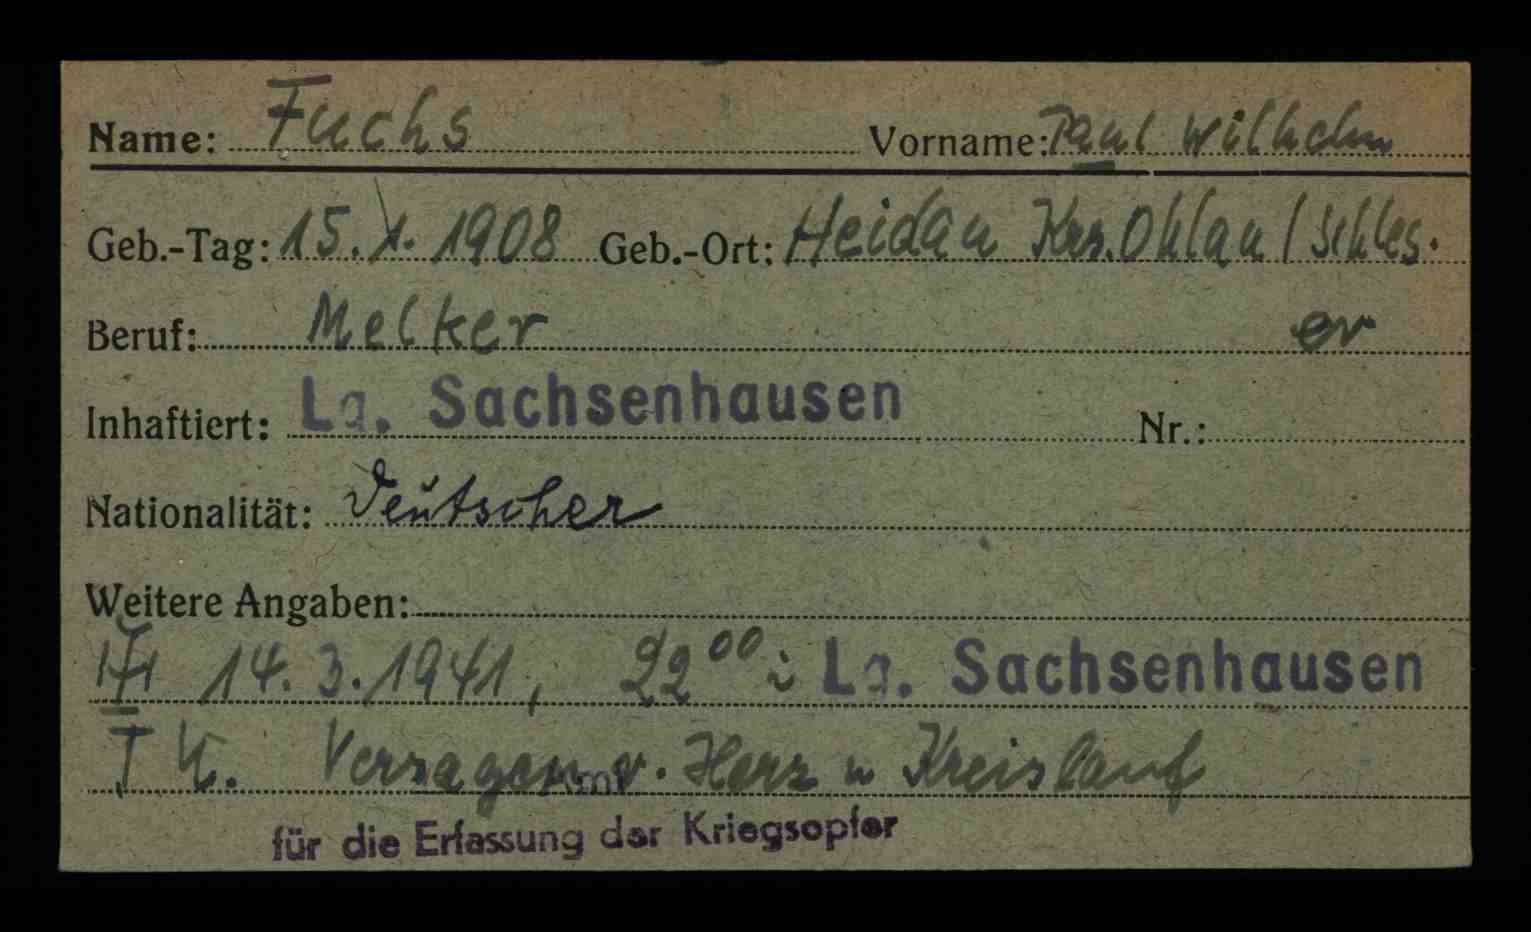 Name: Fuchs Vorname: Paul Wilhelm
Geb.-Tag: 15. 1. 1908 Geb.-Ort: Heidau Krs. Ohlau / Schles.
Beruf: Melker ev
Inhaftiert: Lg. Sachsenhausen Nr.:
Nationalität: Deutscher
Weitere Angaben:
14. 3. 1941, 22⁰⁰ i Lg. Sachsenhausen
T U. Versagen v. Herz u Kreislauf
Amt
für die Erfassung der Kriegsopfer